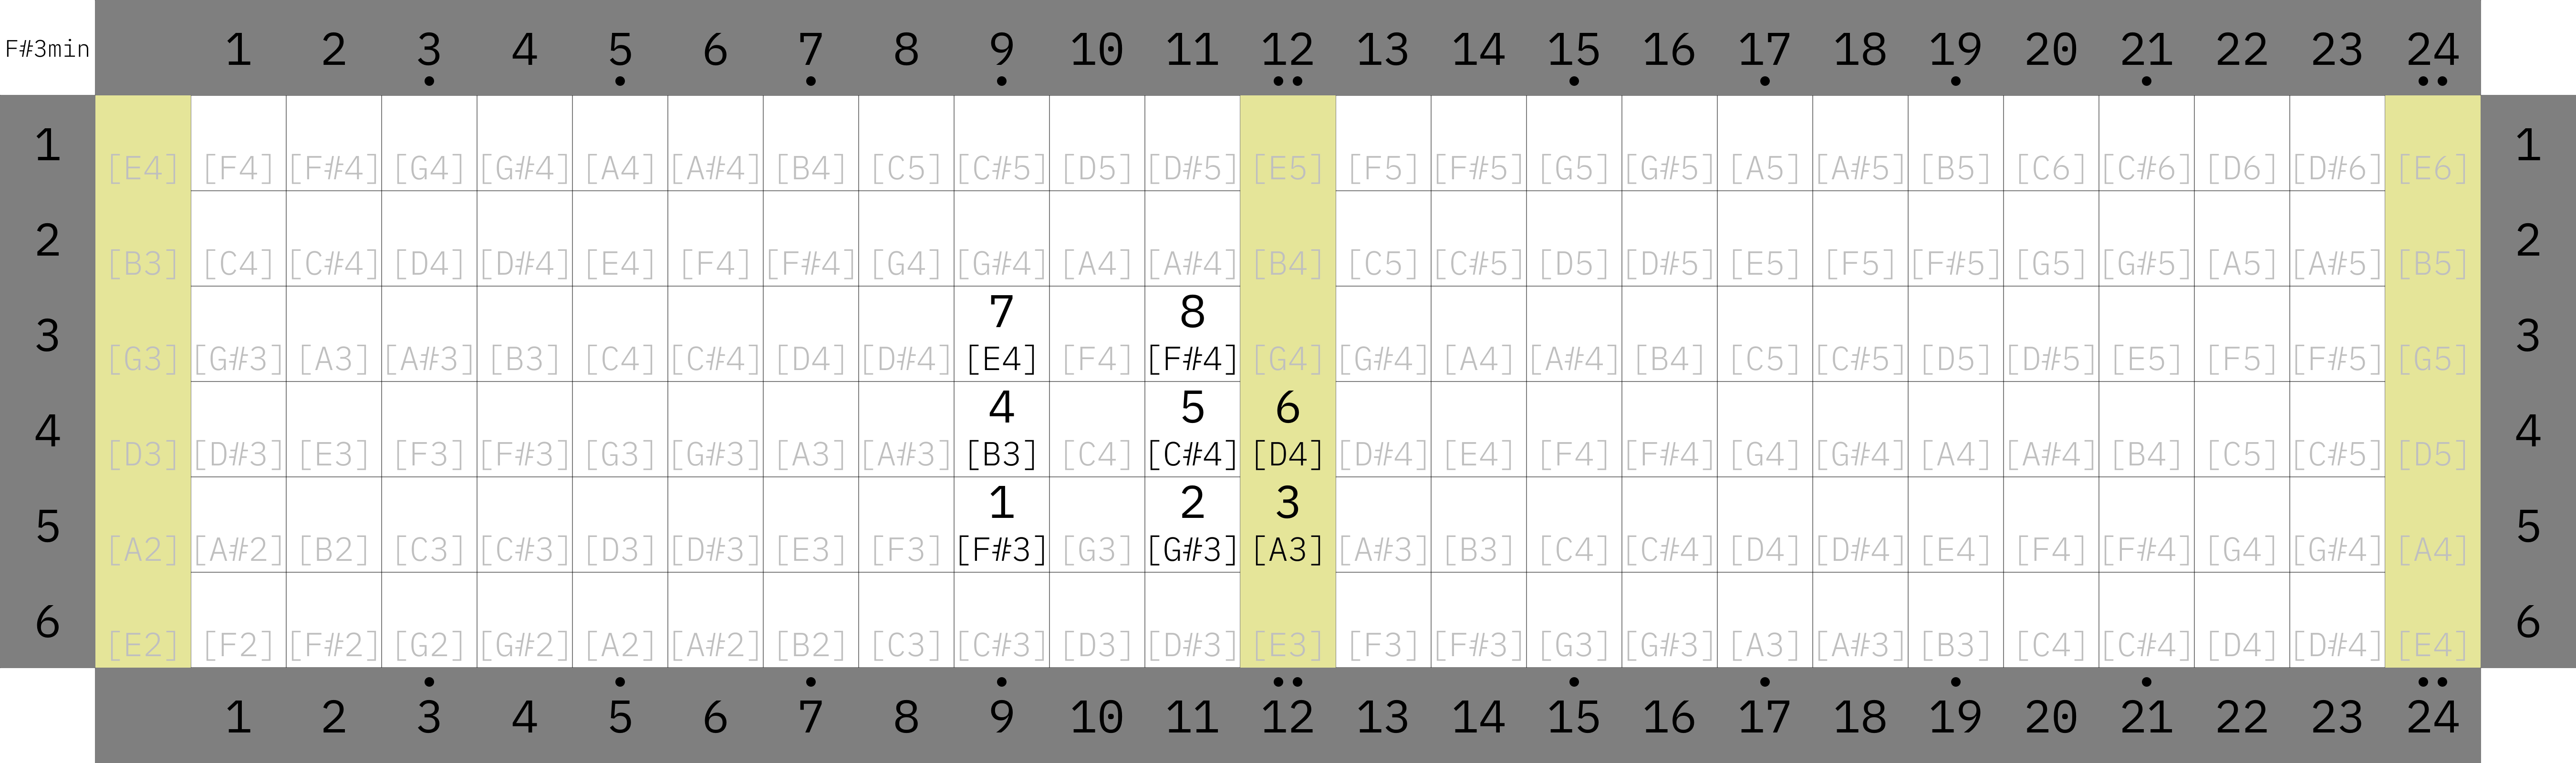 F#3min 1 2 3 4 5 6 7 8 9 10 11 12 13 14 15 16 17 18 19 20 21 22 23 24
1 [E4] [F4] [F#4] [G4] [G#4] [A4] [A#4] [B4] [C5] [C#5] [D5] [D#5] [E5] [F5] [F#5] [G5] [G#5] [A5] [A#5] [B5] [C6] [C#6] [D6] [D#6] [E6] 1
2 [B3] [C4] [C#4] [D4] [D#4] [E4] [F4] [F#4] [G4] [G#4] [A4] [A#4] [B4] [C5] [C#5] [D5] [D#5] [E5] [F5] [F#5] [G5] [G#5] [A5] [A#5] [B5] 2
7 8
3 [G3] [G#3] [A3] [A#3] [B3] [C4] [C#4] [D4] [D#4] [E4] [F4] [F#4] [G4] [G#4] [A4] [A#4] [B4] [C5] [C#5] [D5] [D#5] [E5] [F5] [F#5] [G5] 3
4 5 6
4 [D3] [D#3] [E3] [F3] [F#3] [G3] [G#3] [A3] [A#3] [B3] [C4] [C#4] [D4] [D#4] [E4] [F4] [F#4] [G4] [G#4] [A4] [A#4] [B4] [C5] [C#5] [D5] 4
1 2 3
5 [A2] [A#2] [B2] [C3] [C#3] [D3] [D#3] [E3] [F3] [F#3] [G3] [G#3] [A3] [A#3] [B3] [C4] [C#4] [D4] [D#4] [E4] [F4] [F#4] [G4] [G#4] [A4] 5
6 [E2] [F2] [F#2] [G2] [G#2] [A2] [A#2] [B2] [C3] [C#3] [D3] [D#3] [E3] [F3] [F#3] [G3] [G#3] [A3] [A#3] [B3] [C4] [C#4] [D4] [D#4] [E4] 6
1 2 3 4 5 6 7 8 9 10 11 12 13 14 15 16 17 18 19 20 21 22 23 24